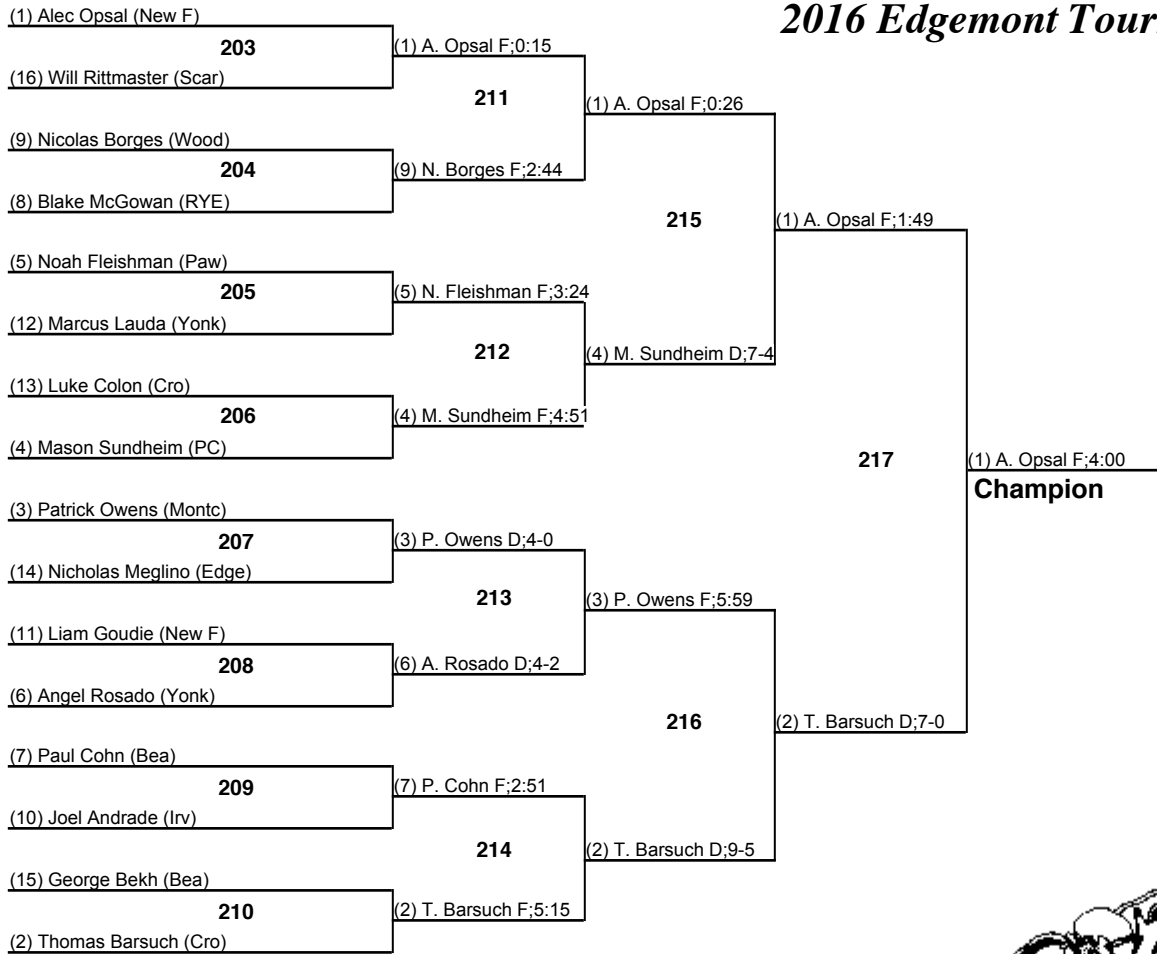 2016 Edgemont Tour
(1) Alec Opsal (New F)
203
(16) Will Rittmaster (Scar)
(9) Nicolas Borges (Wood)
204
(8) Blake McGowan (RYE)
(5) Noah Fleishman (Paw)
205
(12) Marcus Lauda (Yonk)
(13) Luke Colon (Cro)
206
(4) Mason Sundheim (PC)
(3) Patrick Owens (Montc)
207
(14) Nicholas Meglino (Edge)
(11) Liam Goudie (New F)
208
(6) Angel Rosado (Yonk)
(7) Paul Cohn (Bea)
209
(10) Joel Andrade (Irv)
(15) George Bekh (Bea)
210
(2) Thomas Barsuch (Cro)
(1) A. Opsal F;0:15
211
(9) N. Borges F;2:44
(5) N. Fleishman F;3:24
212
(4) M. Sundheim F;4:51
(3) P. Owens D;4-0
213
(6) A. Rosado D;4-2
(7) P. Cohn F;2:51
214
(2) T. Barsuch F;5:15
(1) A. Opsal F;0:26
215
(4) M. Sundheim D;7-4
(3) P. Owens F;5:59
216
(2) T. Barsuch D;9-5
(1) A. Opsal F;1:49
217
(2) T. Barsuch D;7-0
(1) A. Opsal F;4:00
Champion